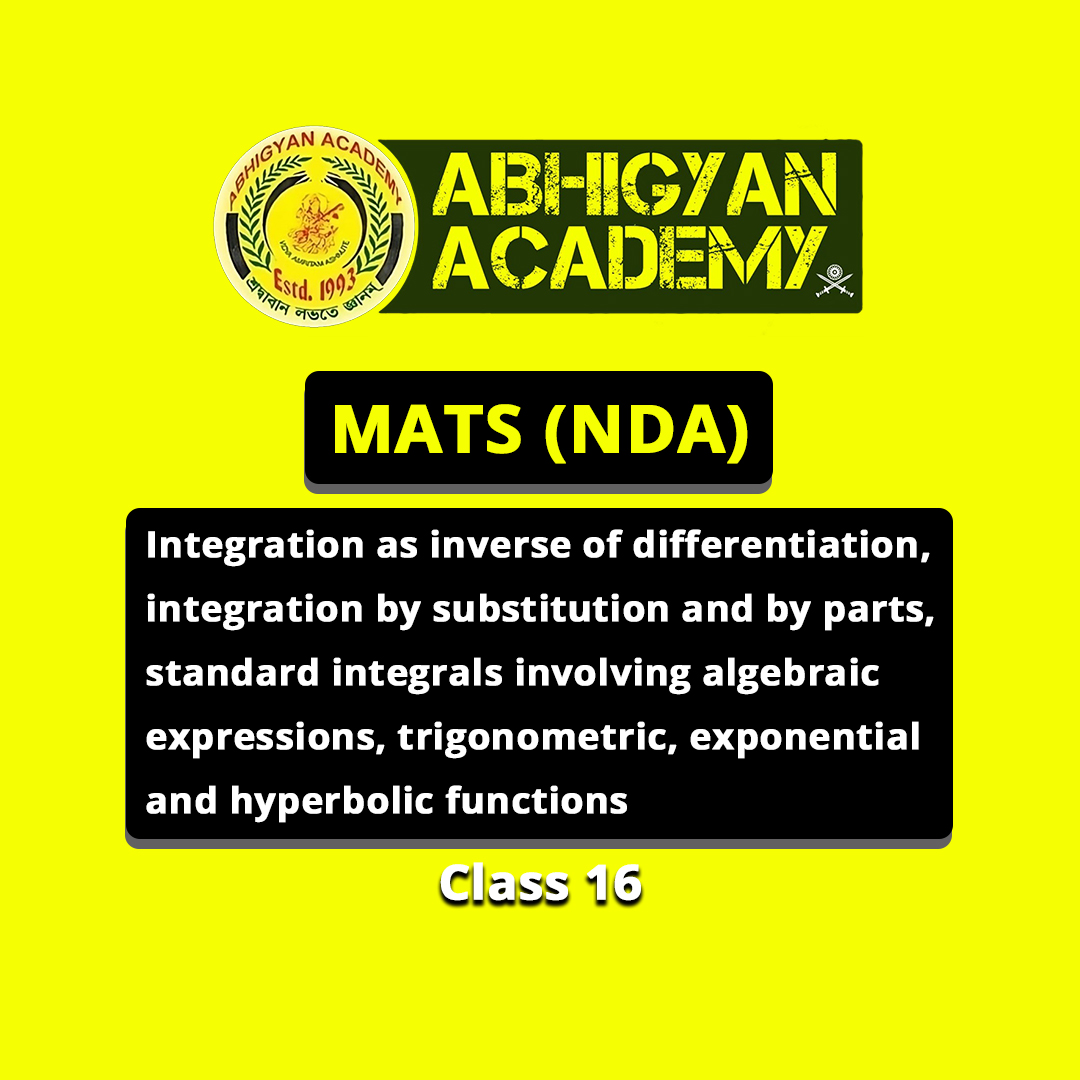 ABHIGYAN ACADEMY
VIDYA AMRITAM ASHNUTE
Estd. 1993
শ্রদ্ধাবান লভতে জ্ঞানম্
ABHIGYAN
ACADEMY
MATS (NDA)
Integration as inverse of differentiation,
integration by substitution and by parts,
standard integrals involving algebraic
expressions, trigonometric, exponential
and hyperbolic functions
Class 16